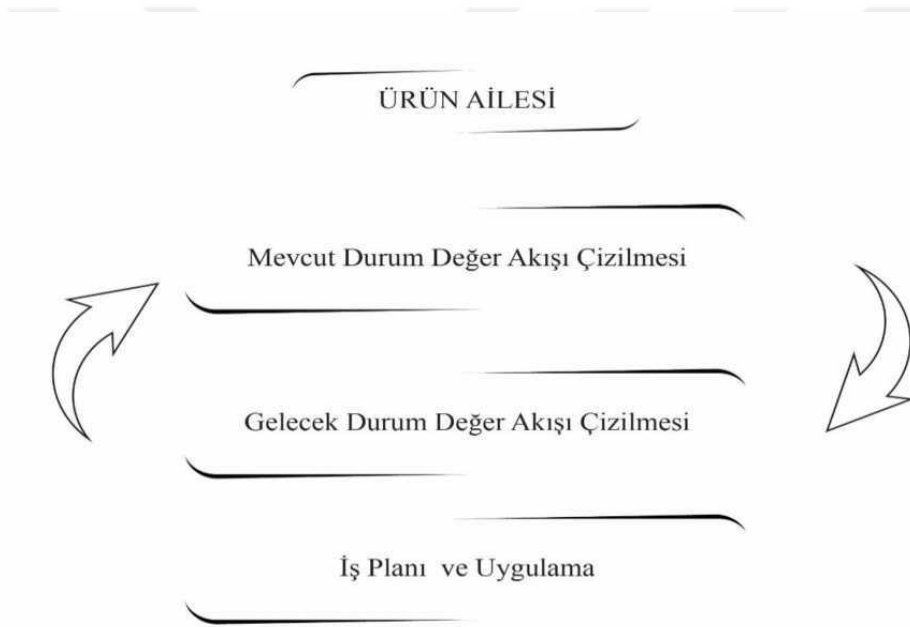 ÜRÜN AİLESİ
Mevcut Durum Değer Akışı Çizilmesi
Gelecek Durum Değer Akışı Çizilmesi
İş Planı ve Uygulama